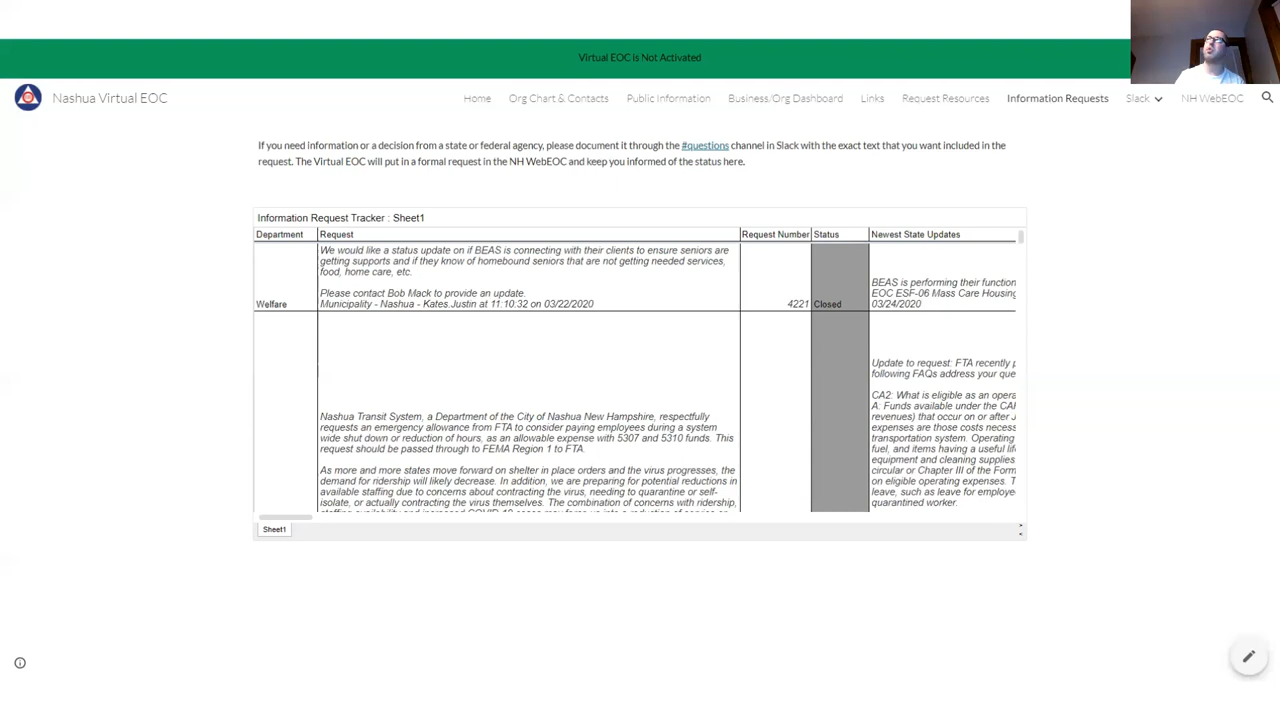 Virtual EOC is Not Activated
Nashua Virtual EOC
Home Org Chart & Contacts Public Information Business/Org Dashboard Links Request Resources Information Requests Slack NH WebEOC
If you need information or a decision from a state or federal agency, please document it through the #questions channel in Slack with the exact text that you want included in the
request. The Virtual EOC will put in a formal request in the NH WebEOC and keep you informed of the status here.
Information Request Tracker : Sheet1
Department Request Request Number Status Newest State Updates
We would like a status update on if BEAS is connecting with their clients to ensure seniors are
getting supports and if they know of homebound seniors that are not getting needed services,
food, home care, etc.
Please contact Bob Mack to provide an update.
Municipality - Nashua - Kates.Justin at 11:10:32 on 03/22/2020
Welfare
4221 Closed
BEAS is performing their function
EOC ESF-06 Mass Care Housing
03/24/2020
Nashua Transit System, a Department of the City of Nashua New Hampshire, respectfully
requests an emergency allowance from FTA to consider paying employees during a system
wide shut down or reduction of hours, as an allowable expense with 5307 and 5310 funds. This
request should be passed through to FEMA Region 1 to FTA.
As more and more states move forward on shelter in place orders and the virus progresses, the
demand for ridership will likely decrease. In addition, we are preparing for potential reductions in
available staffing due to concerns about contracting the virus, needing to quarantine or self-
isolate, or actually contracting the virus themselves. The combination of concerns with ridership,
Update to request: FTA recently p
following FAQs address your que
CA2: What is eligible as an opera
A: Funds available under the CAR
revenues) that occur on or after J
expenses are those costs necess
transportation system. Operating
fuel, and items having a useful life
equipment and cleaning supplies
circular or Chapter III of the Form
on eligible operating expenses. T
leave, such as leave for employe
quarantined worker.
Sheet1